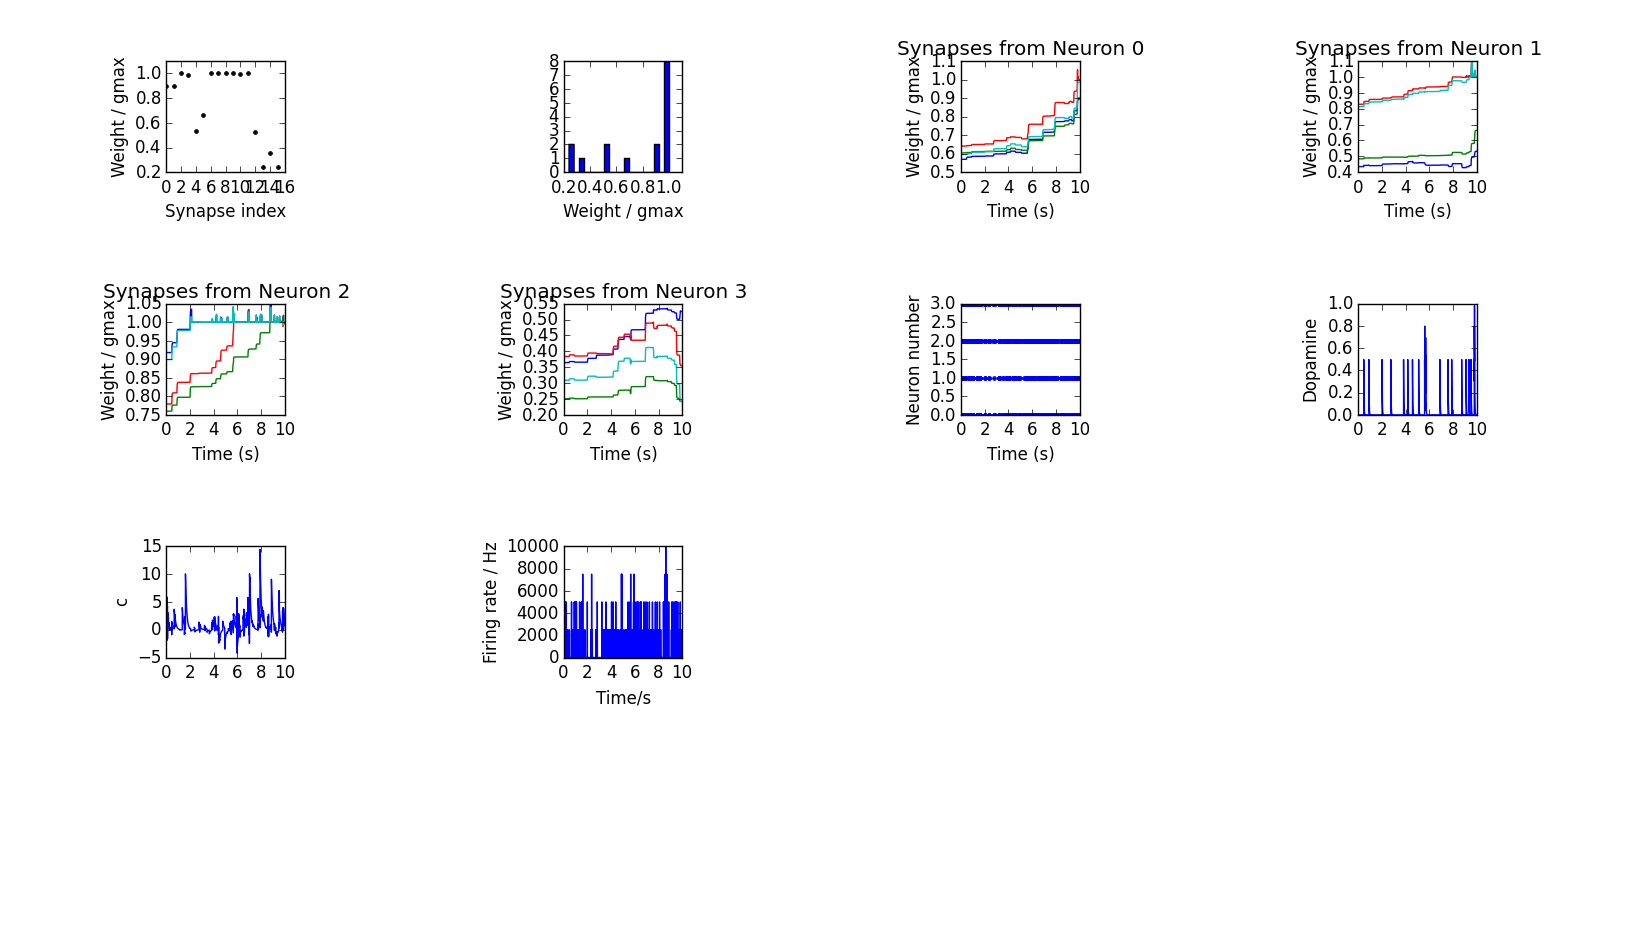 Weight / gmax
1.0
0.8
0.6
0.4
0.2
0 2 4 6 8 10 12 14 16
Synapse index
8
7
6
5
4
3
2
1
0
0.2 0.4 0.6 0.8 1.0
Weight / gmax
Synapses from Neuron 0
Weight / gmax
1.1
1.0
0.9
0.8
0.7
0.6
0.5
0 2 4 6 8 10
Time (s)
Synapses from Neuron 1
Weight / gmax
1.1
1.0
0.9
0.8
0.7
0.6
0.5
0.4
0 2 4 6 8 10
Time (s)
Synapses from Neuron 2
Weight / gmax
1.05
1.00
0.95
0.90
0.85
0.80
0.75
0 2 4 6 8 10
Time (s)
Synapses from Neuron 3
Weight / gmax
0.55
0.50
0.45
0.40
0.35
0.30
0.25
0.20
0 2 4 6 8 10
Time (s)
Neuron number
3.0
2.5
2.0
1.5
1.0
0.5
0.0
0 2 4 6 8 10
Time (s)
Dopamine
1.0
0.8
0.6
0.4
0.2
0.0
0 2 4 6 8 10
c
15
10
5
0
−5
0 2 4 6 8 10
Firing rate / Hz
10000
8000
6000
4000
2000
0
0 2 4 6 8 10
Time/s